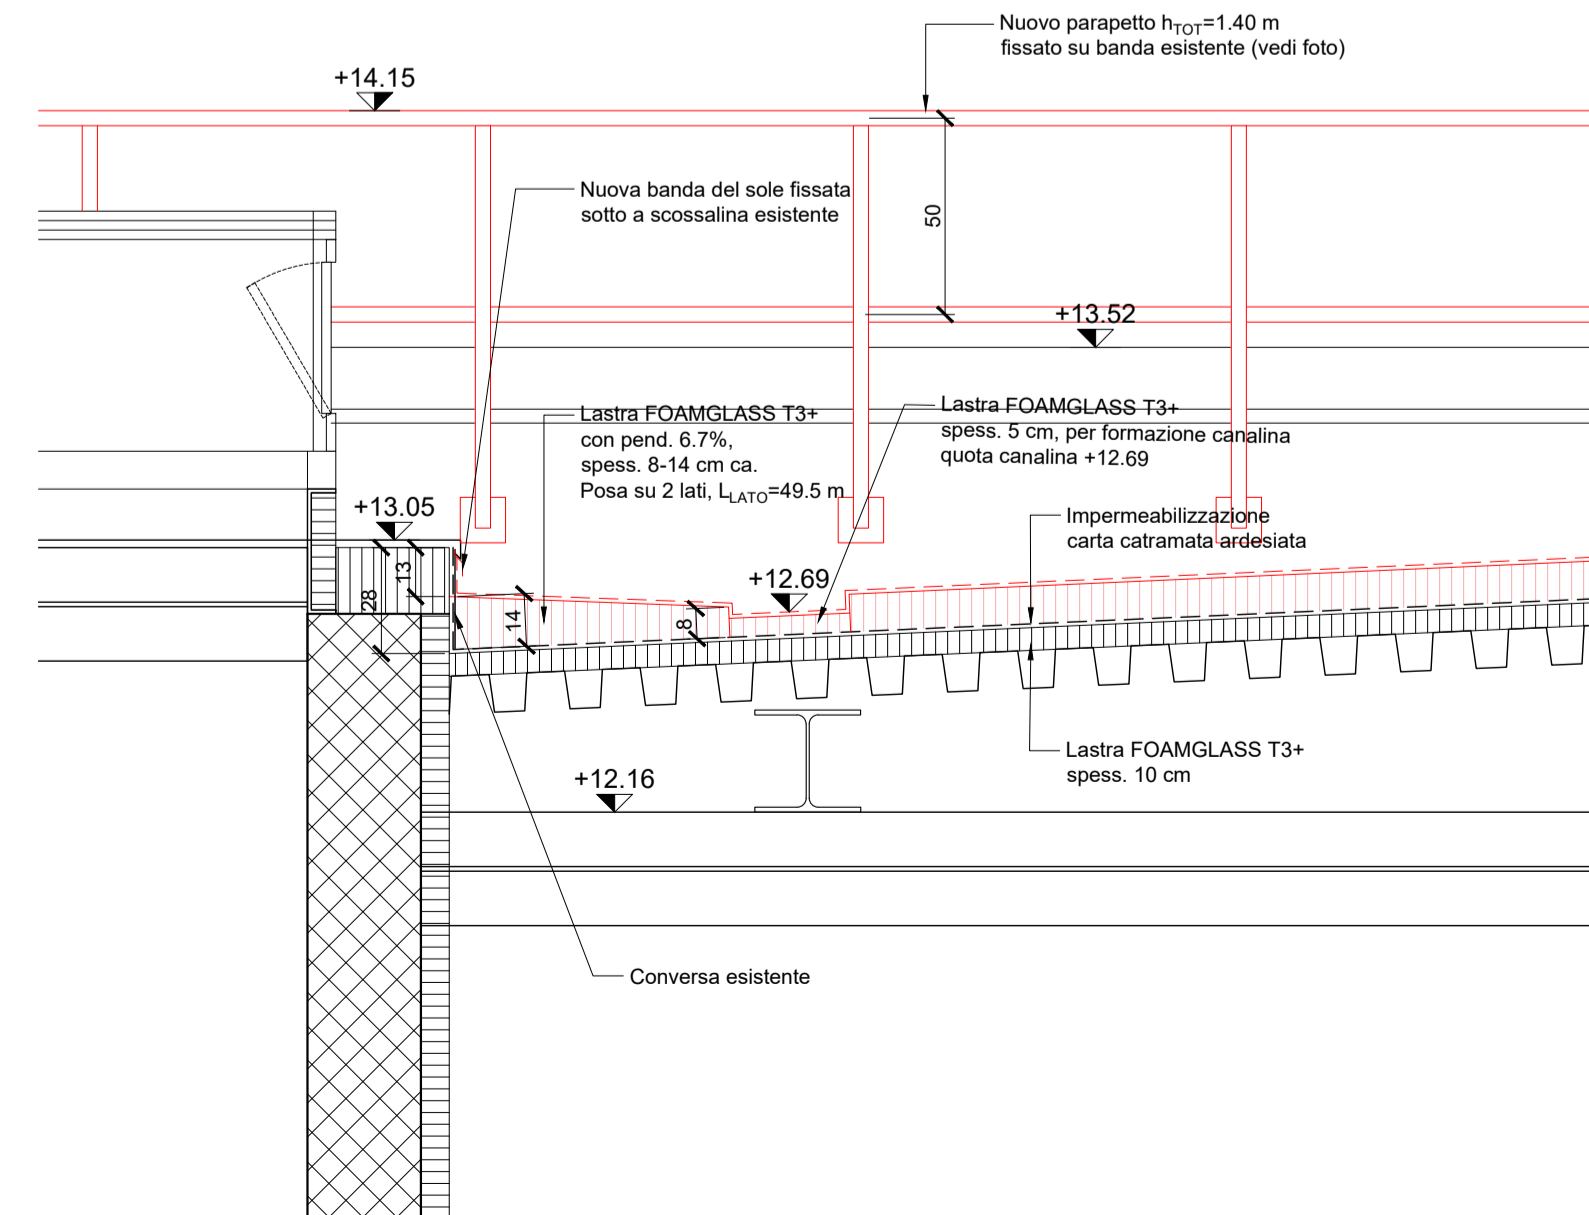 Nuovo parapetto hTOT=1.40 m
fissato su banda esistente (vedi foto)
+14.15
Nuova banda del sole fissata
sotto a scossalina esistente
50
+13.52
Lastra FOAMGLASS T3+
con pend. 6.7%,
spess. 8-14 cm ca.
Posa su 2 lati, LLATO=49.5 m
Lastra FOAMGLASS T3+
spess. 5 cm, per formazione canalina
quota canalina +12.69
+13.05
Impermeabilizzazione
carta catramata ardesiata
13
28
14
8
+12.69
Lastra FOAMGLASS T3+
spess. 10 cm
+12.16
Conversa esistente